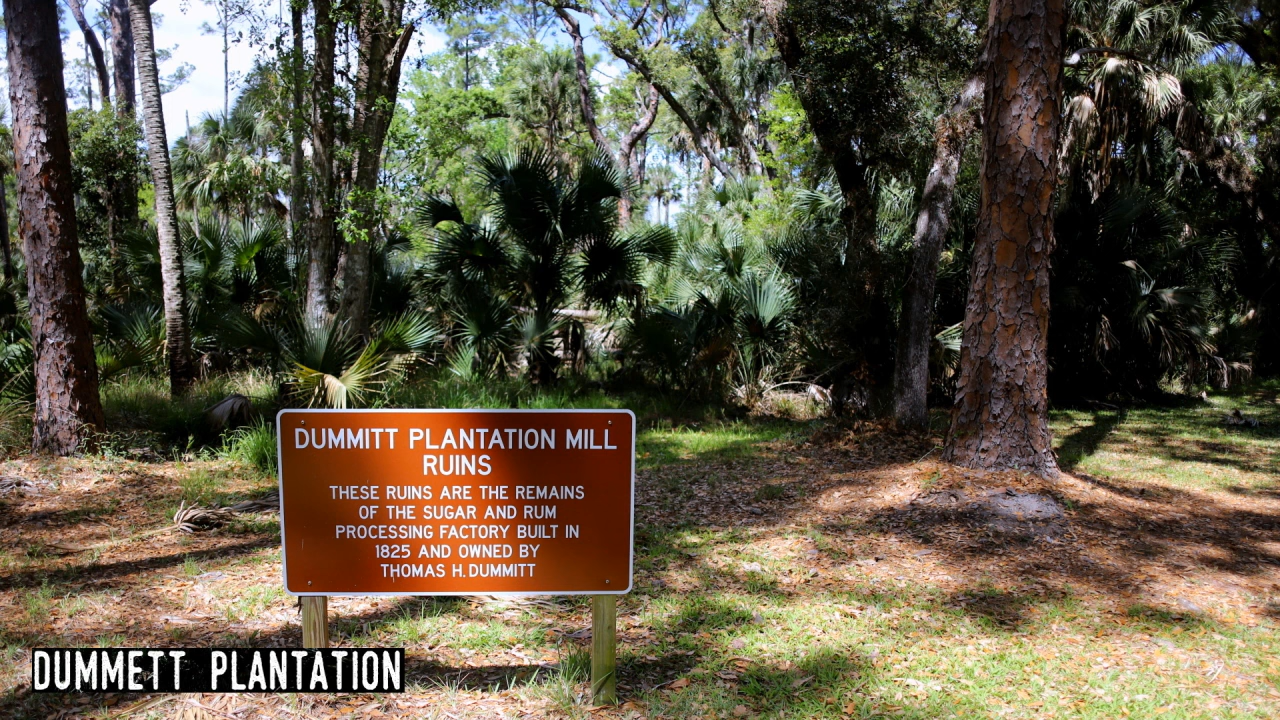 DUMMITT PLANTATION MILL
RUINS
THESE RUINS ARE THE REMAINS
OF THE SUGAR AND RUM
PROCESSING FACTORY BUILT IN
1825 AND OWNED BY
THOMAS H. DUMMITT
DUMMETT PLANTATION